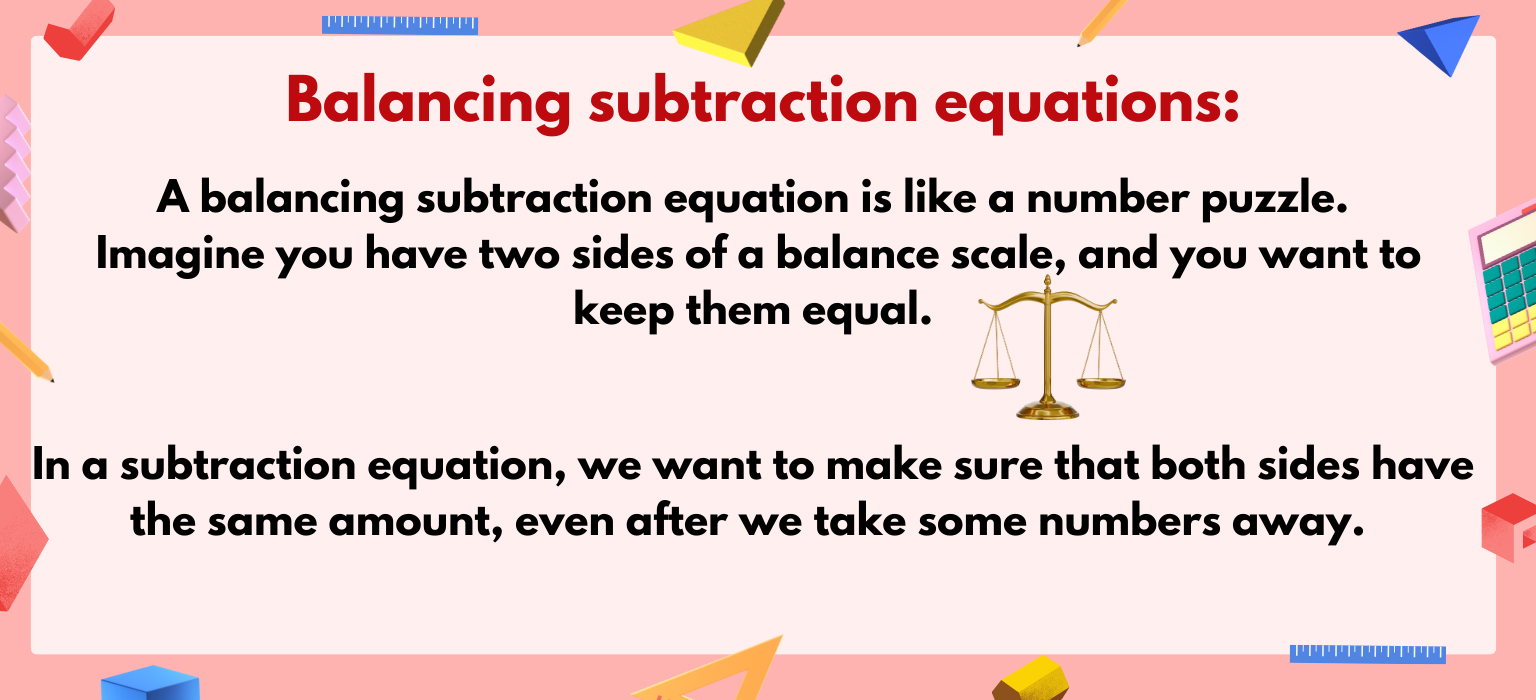 Balancing subtraction equations:
A balancing subtraction equation is like a number puzzle.
Imagine you have two sides of a balance scale, and you want to
keep them equal.
In a subtraction equation, we want to make sure that both sides have
the same amount, even after we take some numbers away.